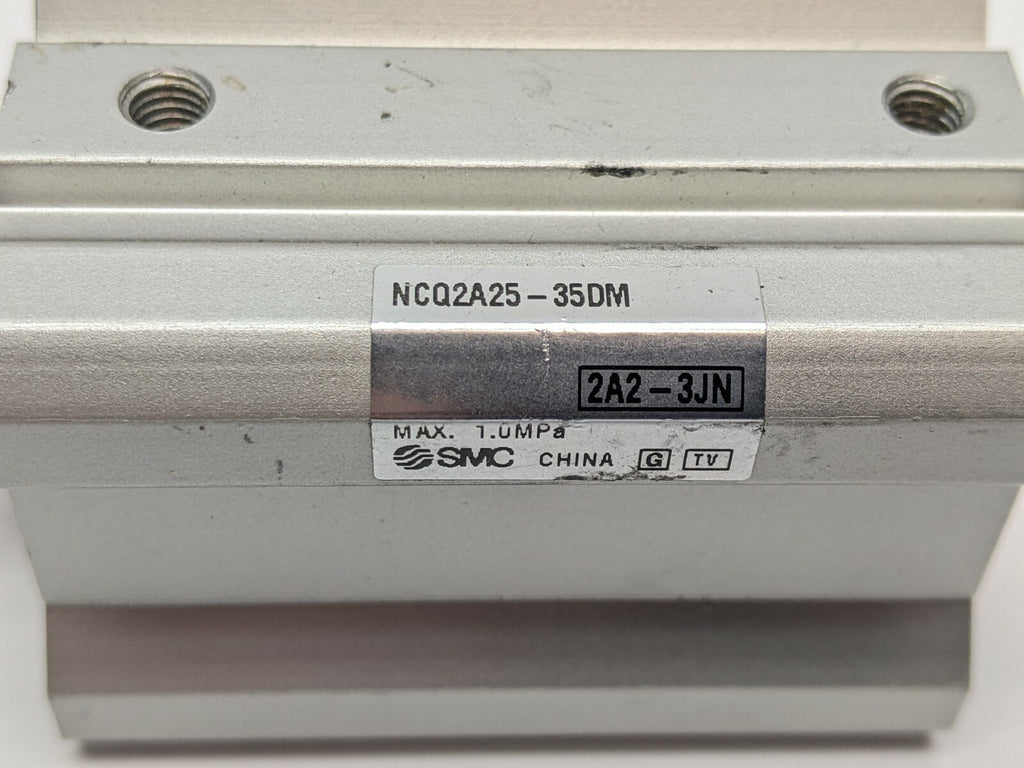 NCQ2A25-35DM
2A2-3JN
MAX. 1.0MPa
SMC CHINA G TV